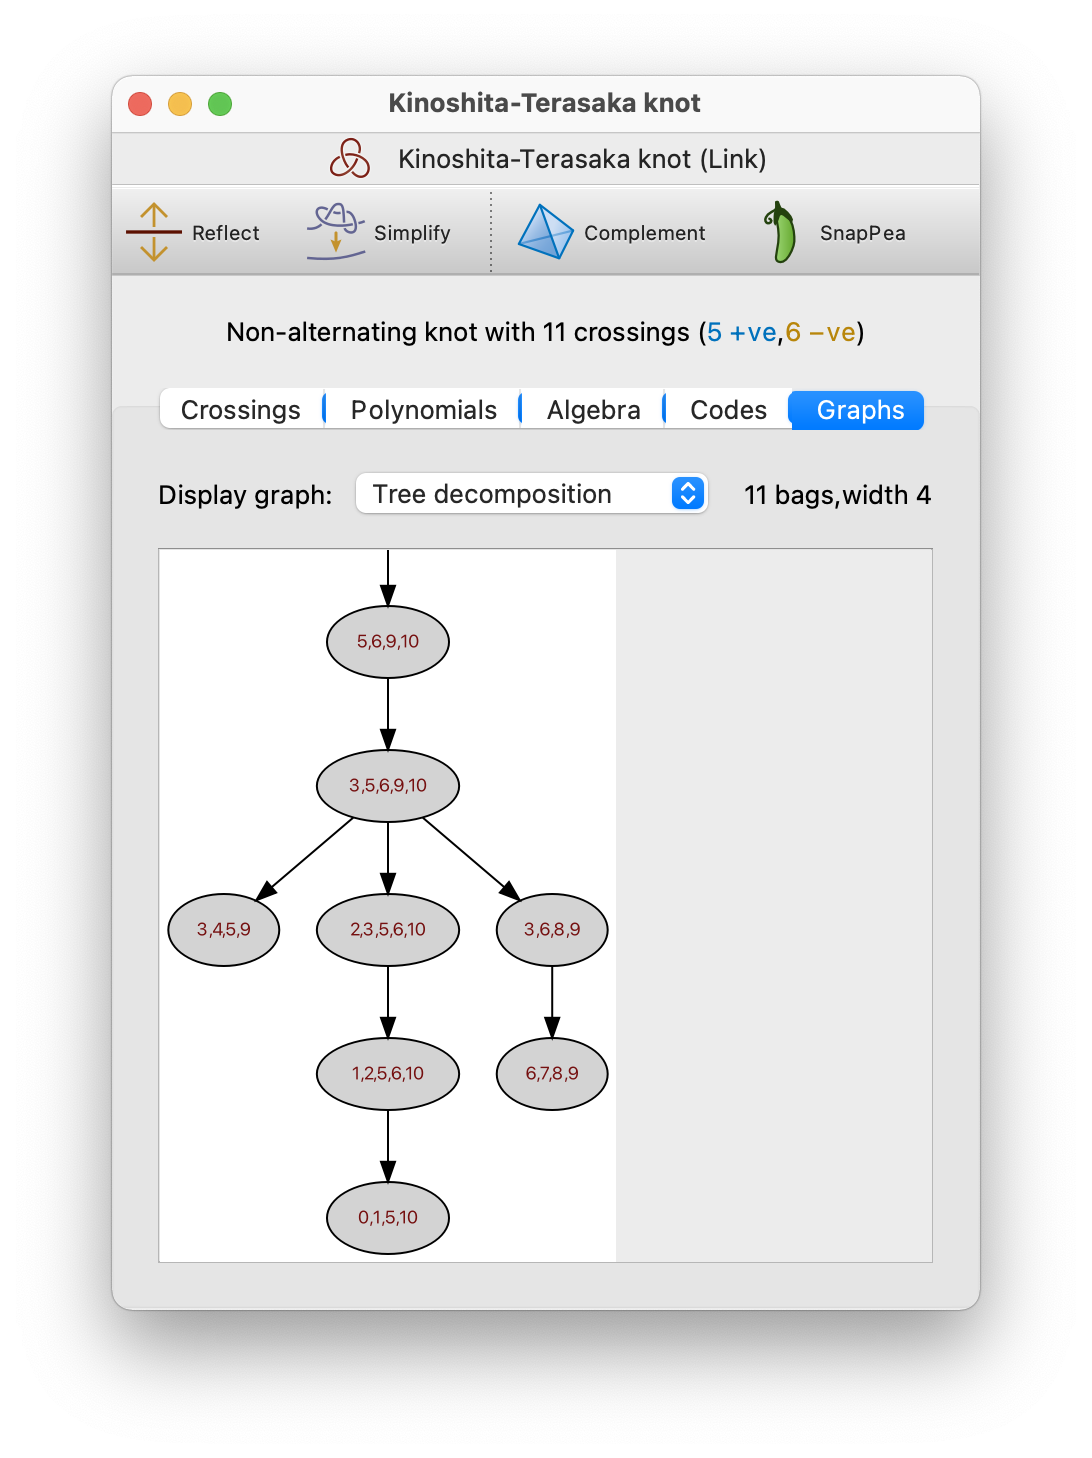 Kinoshita-Terasaka knot
Kinoshita-Terasaka knot (Link)
Reflect Simplify Complement SnapPea
Non-alternating knot with 11 crossings (5 +ve,6 −ve)
Crossings Polynomials Algebra Codes Graphs
Display graph: Tree decomposition 11 bags,width 4
5,6,9,10
3,5,6,9,10
3,4,5,9 2,3,5,6,10 3,6,8,9
1,2,5,6,10 6,7,8,9
0,1,5,10